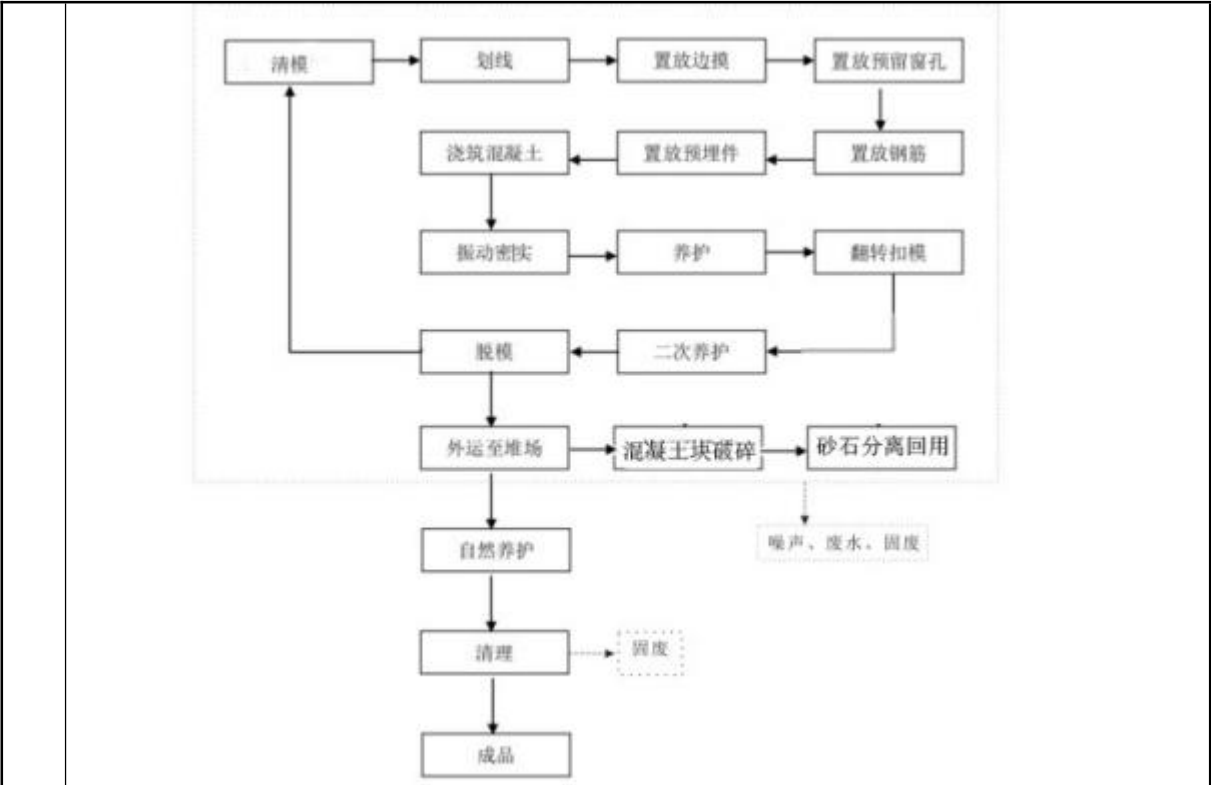 清模
划线
置放边摸
置放预留窗孔
浇筑混凝土
置放预埋件
置放钢筋
振动密实
养护
翻转扣模
脱模
二次养护
外运至堆场
混凝土块破碎
砂石分离回用
自然养护
噪声、废水、固废
清理
固废
成品